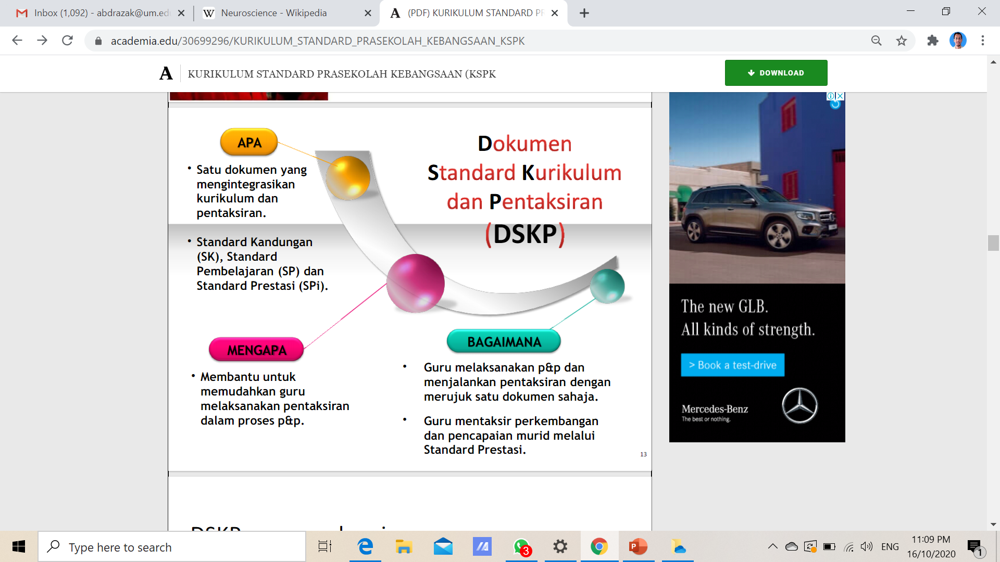 Inbox (1,092) - abdrazak@um.ed
Neuroscience - Wikipedia
(PDF) KURIKULUM STANDARD PR
academia.edu/30699296/KURIKULUM_STANDARD_PRASEKOLAH_KEBANGSAAN_KSPK
A
KURIKULUM STANDARD PRASEKOLAH KEBANGSAAN (KSPK
DOWNLOAD
APA
• Satu dokumen yang
mengintegrasikan
kurikulum dan
pentaksiran.
• Standard Kandungan
(SK), Standard
Pembelajaran (SP) dan
Standard Prestasi (SPi).
Dokumen
Standard Kurikulum
dan Pentaksiran
(DSKP)
MENGAPA
• Membantu untuk
memudahkan guru
melaksanakan pentaksiran
dalam proses p&p.
BAGAIMANA
• Guru melaksanakan p&p dan
menjalankan pentaksiran dengan
merujuk satu dokumen sahaja.
• Guru mentaksir perkembangan
dan pencapaian murid melalui
Standard Prestasi.
13
The new GLB.
All kinds of strength.
> Book a test-drive
Mercedes-Benz
The best or nothing.
DSKP
Type here to search
3
ENG
11:09 PM
16/10/2020
1